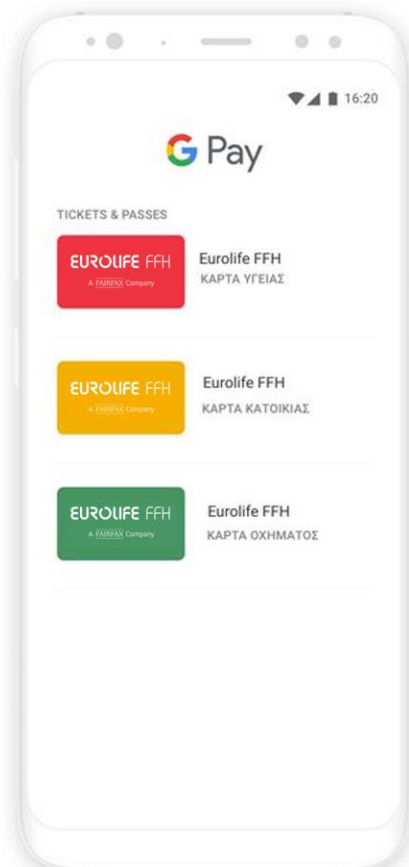 16:20
G Pay
TICKETS & PASSES
EUROLIFE FFH
A FAIRFAX Company
Eurolife FFH
ΚΑΡΤΑ ΥΓΕΙΑΣ
EUROLIFE FFH
A FAIRFAX Company
Eurolife FFH
ΚΑΡΤΑ ΚΑΤΟΙΚΙΑΣ
EUROLIFE FFH
A FAIRFAX Company
Eurolife FFH
ΚΑΡΤΑ ΟΧΗΜΑΤΟΣ